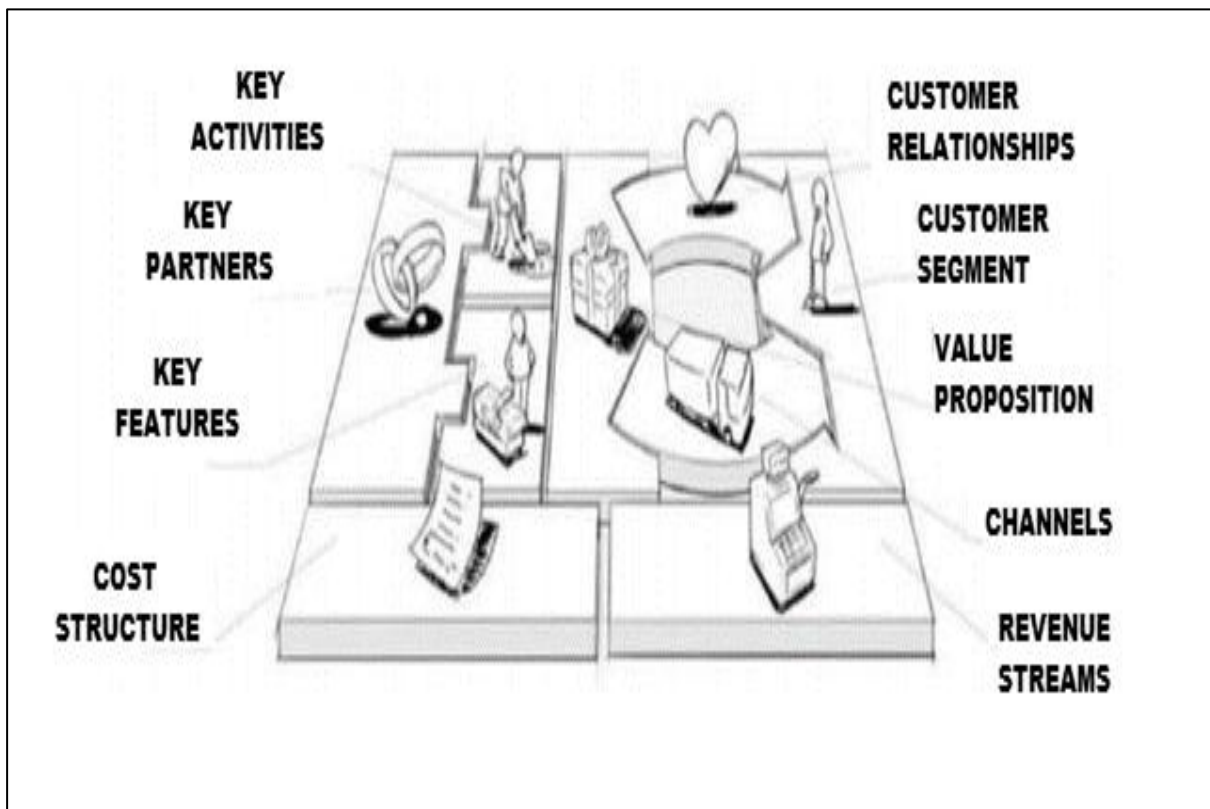 KEY
ACTIVITIES
KEY
PARTNERS
KEY
FEATURES
COST
STRUCTURE
CUSTOMER
RELATIONSHIPS
CUSTOMER
SEGMENT
VALUE
PROPOSITION
CHANNELS
REVENUE
STREAMS